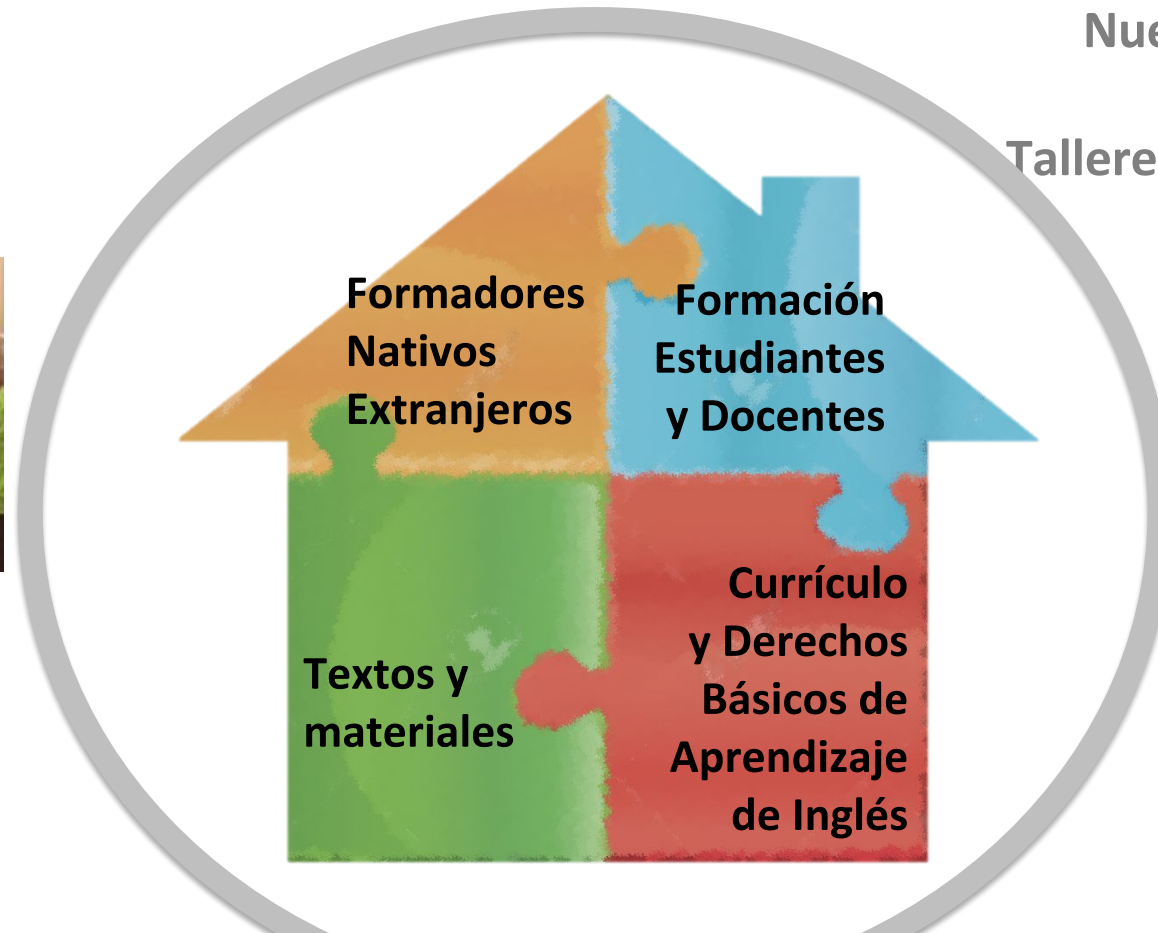 Formadores
Nativos
Extranjeros
Formación
Estudiantes
y Docentes
Textos y
materiales
Currículo
y Derechos
Básicos de
Aprendizaje
de Inglés